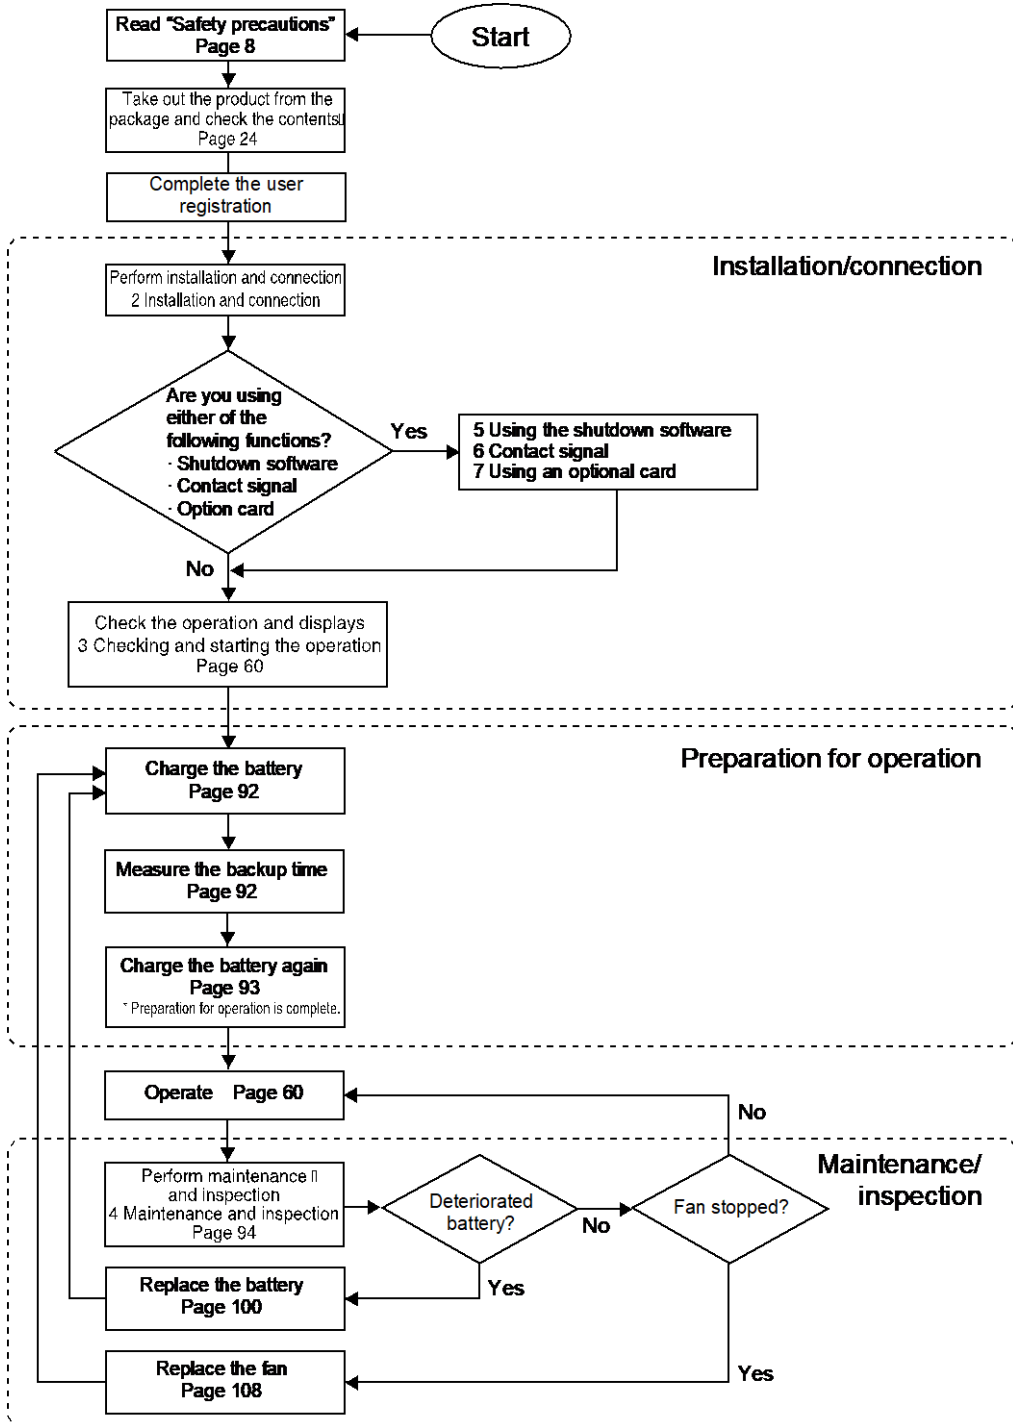 Start
Read “Safety precautions”
Page 8
Take out the product from the
package and check the contents
Page 24
Complete the user
registration
Installation/connection
Perform installation and connection
2 Installation and connection
Are you using
either of the
following functions?
· Shutdown software
· Contact signal
· Option card
Yes
5 Using the shutdown software
6 Contact signal
7 Using an optional card
No
Check the operation and displays
3 Checking and starting the operation
Page 60
Preparation for operation
Charge the battery
Page 92
Measure the backup time
Page 92
Charge the battery again
Page 93
* Preparation for operation is complete.
Operate Page 60
No
Maintenance/
inspection
Perform maintenance
and inspection
4 Maintenance and inspection
Page 94
Deteriorated
battery?
No
Fan stopped?
Yes
Replace the battery
Page 100
Yes
Replace the fan
Page 108